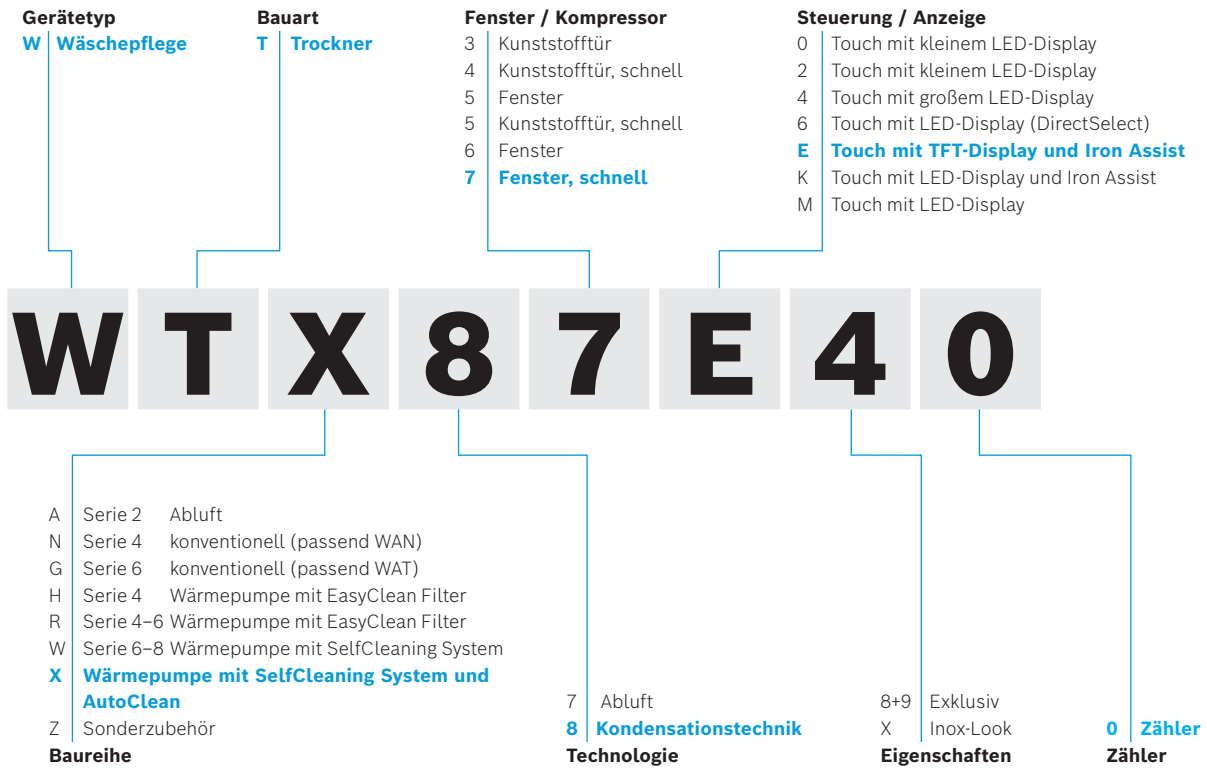 Gerätetyp
W Wäschepflege
Bauart
T Trockner
Fenster / Kompressor
3 Kunststofftür
4 Kunststofftür, schnell
5 Fenster
5 Kunststofftür, schnell
6 Fenster
7 Fenster, schnell
Steuerung / Anzeige
0 Touch mit kleinem LED-Display
2 Touch mit kleinem LED-Display
4 Touch mit großem LED-Display
6 Touch mit LED-Display (DirectSelect)
E Touch mit TFT-Display und Iron Assist
K Touch mit LED-Display und Iron Assist
M Touch mit LED-Display
W T X 8 7 E 4 0
A Serie 2 Abluft
N Serie 4 konventionell (passend WAN)
G Serie 6 konventionell (passend WAT)
H Serie 4 Wärmepumpe mit EasyClean Filter
R Serie 4–6 Wärmepumpe mit EasyClean Filter
W Serie 6–8 Wärmepumpe mit SelfCleaning System
X Wärmepumpe mit SelfCleaning System und
AutoClean
Z Sonderzubehör
Baureihe
7 Abluft
8 Kondensationstechnik
Technologie
8+9 Exklusiv
X Inox-Look
Eigenschaften
0 Zähler
Zähler